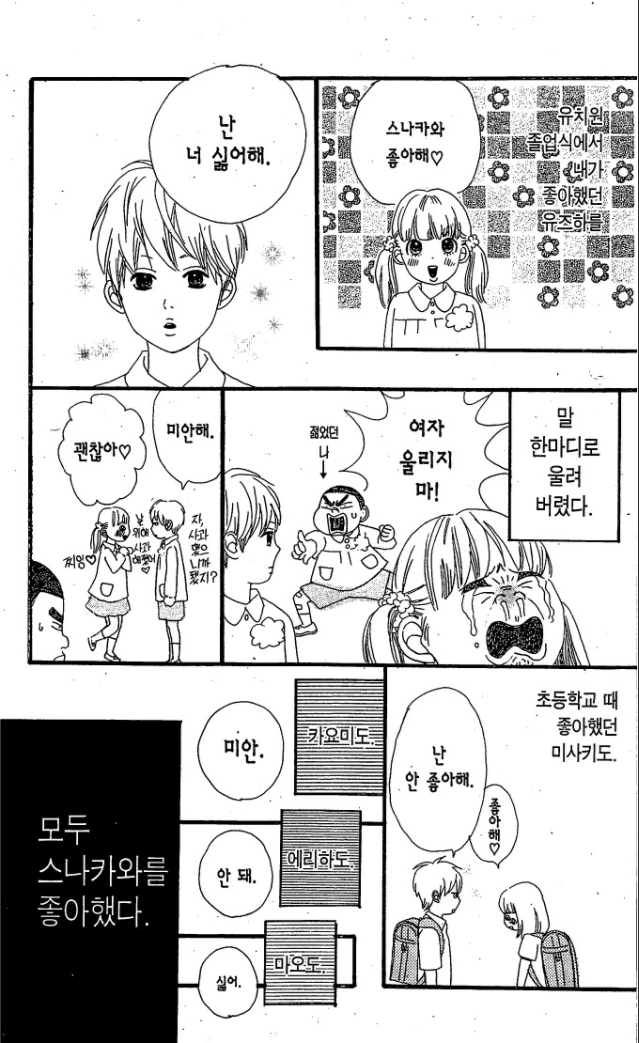 유치원
졸업식에서
내가
좋아했던
유즈하를
스나카와
좋아해♡
난
너 싫어해.
말
한마디로
울려
버렸다.
여자
울리지
마!
젊었던
나
미안해.
괜찮아♡
자,
사과
했으
니까
됐지?
날
위해
사과
해줬어
♡
찌잉♡
초등학교 때
좋아했던
미사키도.
좋아해♡
난
안 좋아해.
카요미도.
미안.
에리하도.
안 돼.
마오도.
싫어.
모두
스나카와를
좋아했다.